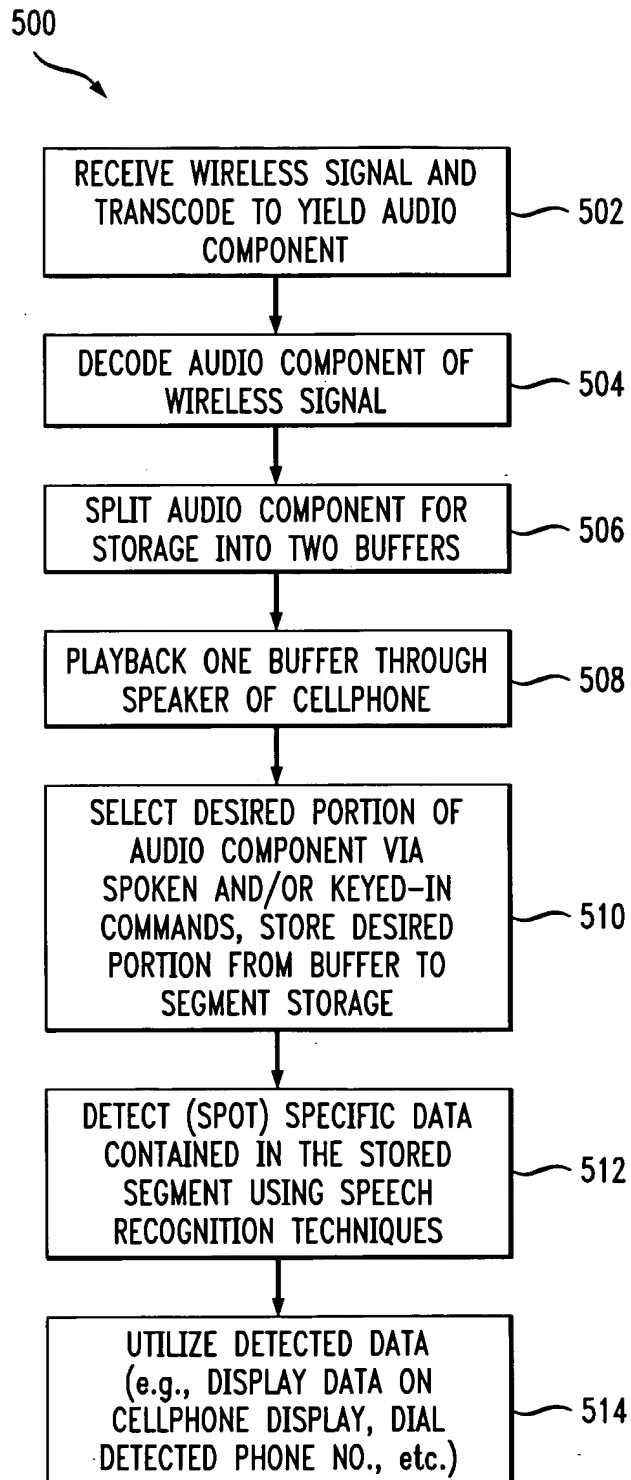 500
RECEIVE WIRELESS SIGNAL AND
TRANSCODE TO YIELD AUDIO
COMPONENT
502
DECODE AUDIO COMPONENT OF
WIRELESS SIGNAL
504
SPLIT AUDIO COMPONENT FOR
STORAGE INTO TWO BUFFERS
506
PLAYBACK ONE BUFFER THROUGH
SPEAKER OF CELLPHONE
508
SELECT DESIRED PORTION OF
AUDIO COMPONENT VIA
SPOKEN AND/OR KEYED-IN
COMMANDS, STORE DESIRED
PORTION FROM BUFFER TO
SEGMENT STORAGE
510
DETECT (SPOT) SPECIFIC DATA
CONTAINED IN THE STORED
SEGMENT USING SPEECH
RECOGNITION TECHNIQUES
512
UTILIZE DETECTED DATA
(e.g., DISPLAY DATA ON
CELLPHONE DISPLAY, DIAL
DETECTED PHONE NO., etc.)
514